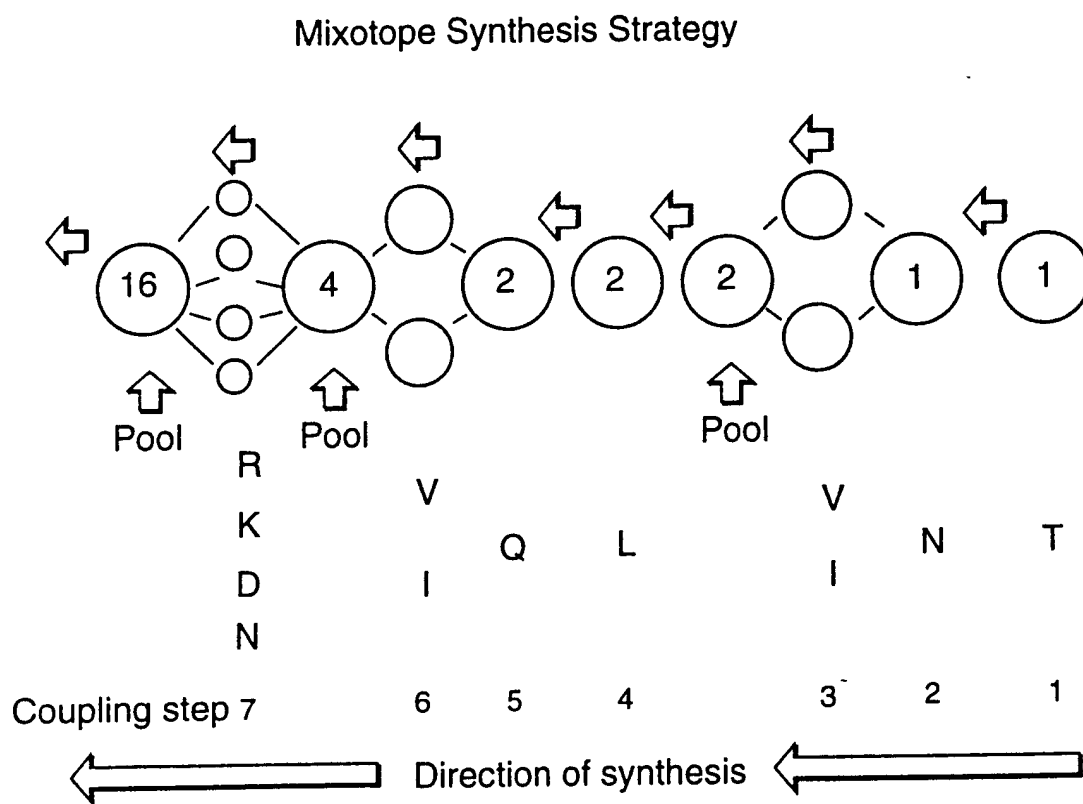 Mixotope Synthesis Strategy
16 4 2 2 2 1 1
Pool Pool Pool
R
K
D
N
V
I
Q
L
V
I
N
T
Coupling step 7 6 5 4 3 2 1
Direction of synthesis